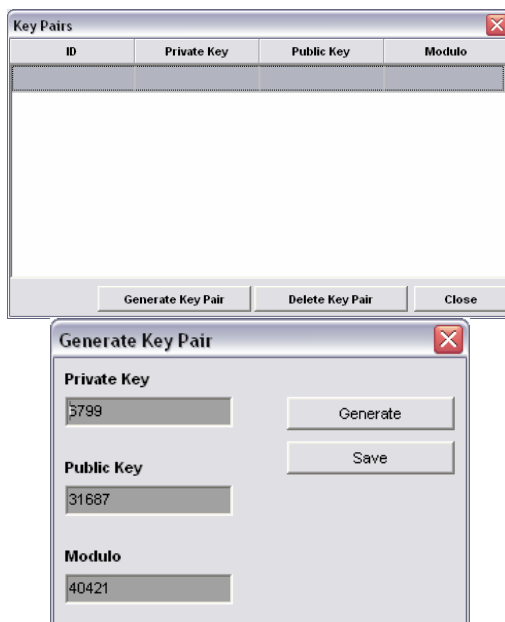 Key Pairs
ID Private Key Public Key Modulo
Generate Key Pair Delete Key Pair Close
Generate Key Pair
Private Key
6799
Generate
Save
Public Key
31687
Modulo
40421